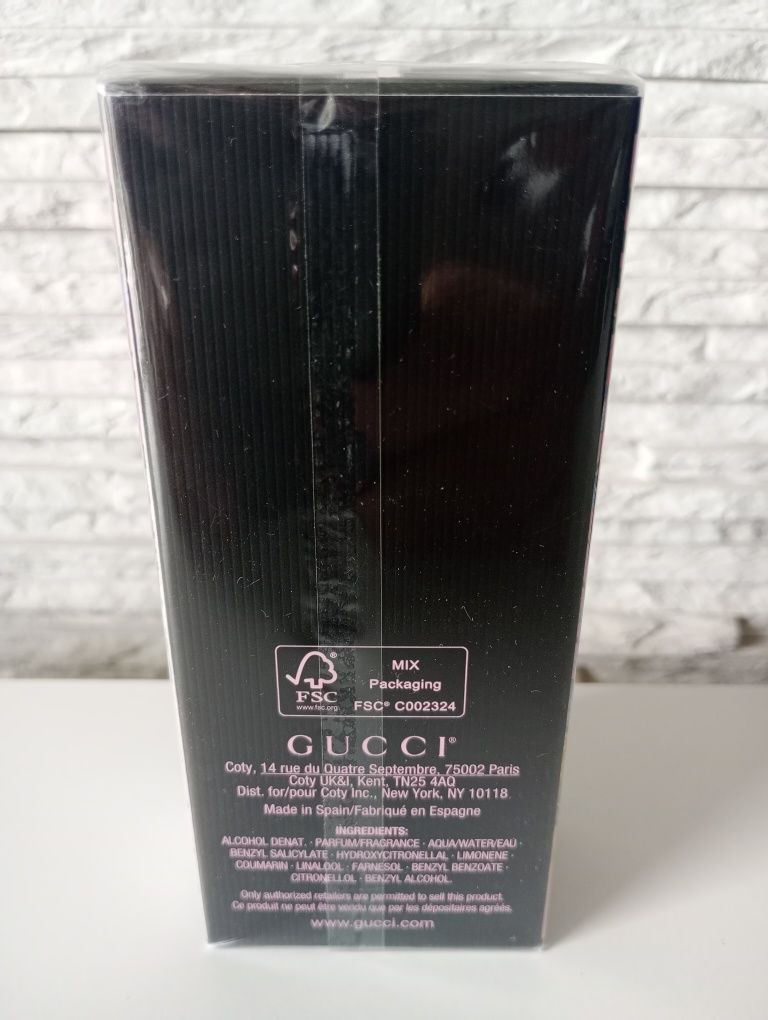 MIX
Packaging
FSC® C002324
FSC
www.fsc.org
GUCCI®
Coty, 14 rue du Quatre Septembre, 75002 Paris
Coty UK&I, Kent, TN25 4AQ
Dist. for/pour Coty Inc., New York, NY 10118
Made in Spain/Fabriqué en Espagne
INGREDIENTS:
ALCOHOL DENAT. · PARFUM/FRAGRANCE · AQUA/WATER/EAU ·
BENZYL SALICYLATE · HYDROXYCITRONELLAL · LIMONENE ·
COUMARIN · LINALOOL · FARNESOL · BENZYL BENZOATE ·
CITRONELLOL · BENZYL ALCOHOL.
Only authorized retailers are permitted to sell this product.
Ce produit ne peut être vendu que par les dépositaires agréés.
www.gucci.com